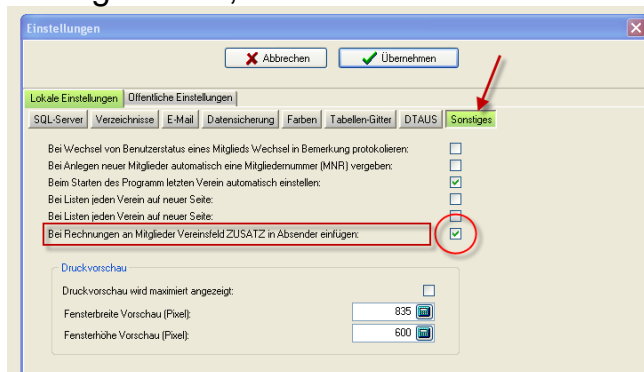 Einstellungen
Abbrechen Übernehmen
Lokale Einstellungen Öffentliche Einstellungen
SQL-Server Verzeichnisse E-Mail Datensicherung Farben Tabellen-Gitter DTAUS Sonstiges
Bei Wechsel von Benutzerstatus eines Mitglieds Wechsel in Bemerkung protokolieren:
Bei Anlegen neuer Mitglieder automatisch eine Mitgliedernummer (MNR) vergeben:
Beim Starten des Programm letzten Verein automatisch einstellen:
Bei Listen jeden Verein auf neuer Seite:
Bei Listen jeden Verein auf neuer Seite:
Bei Rechnungen an Mitglieder Vereinsfeld ZUSATZ in Absender einfügen:
Druckvorschau
Druckvorschau wird maximiert angezeigt:
Fensterbreite Vorschau (Pixel): 835
Fensterhöhe Vorschau (Pixel): 600